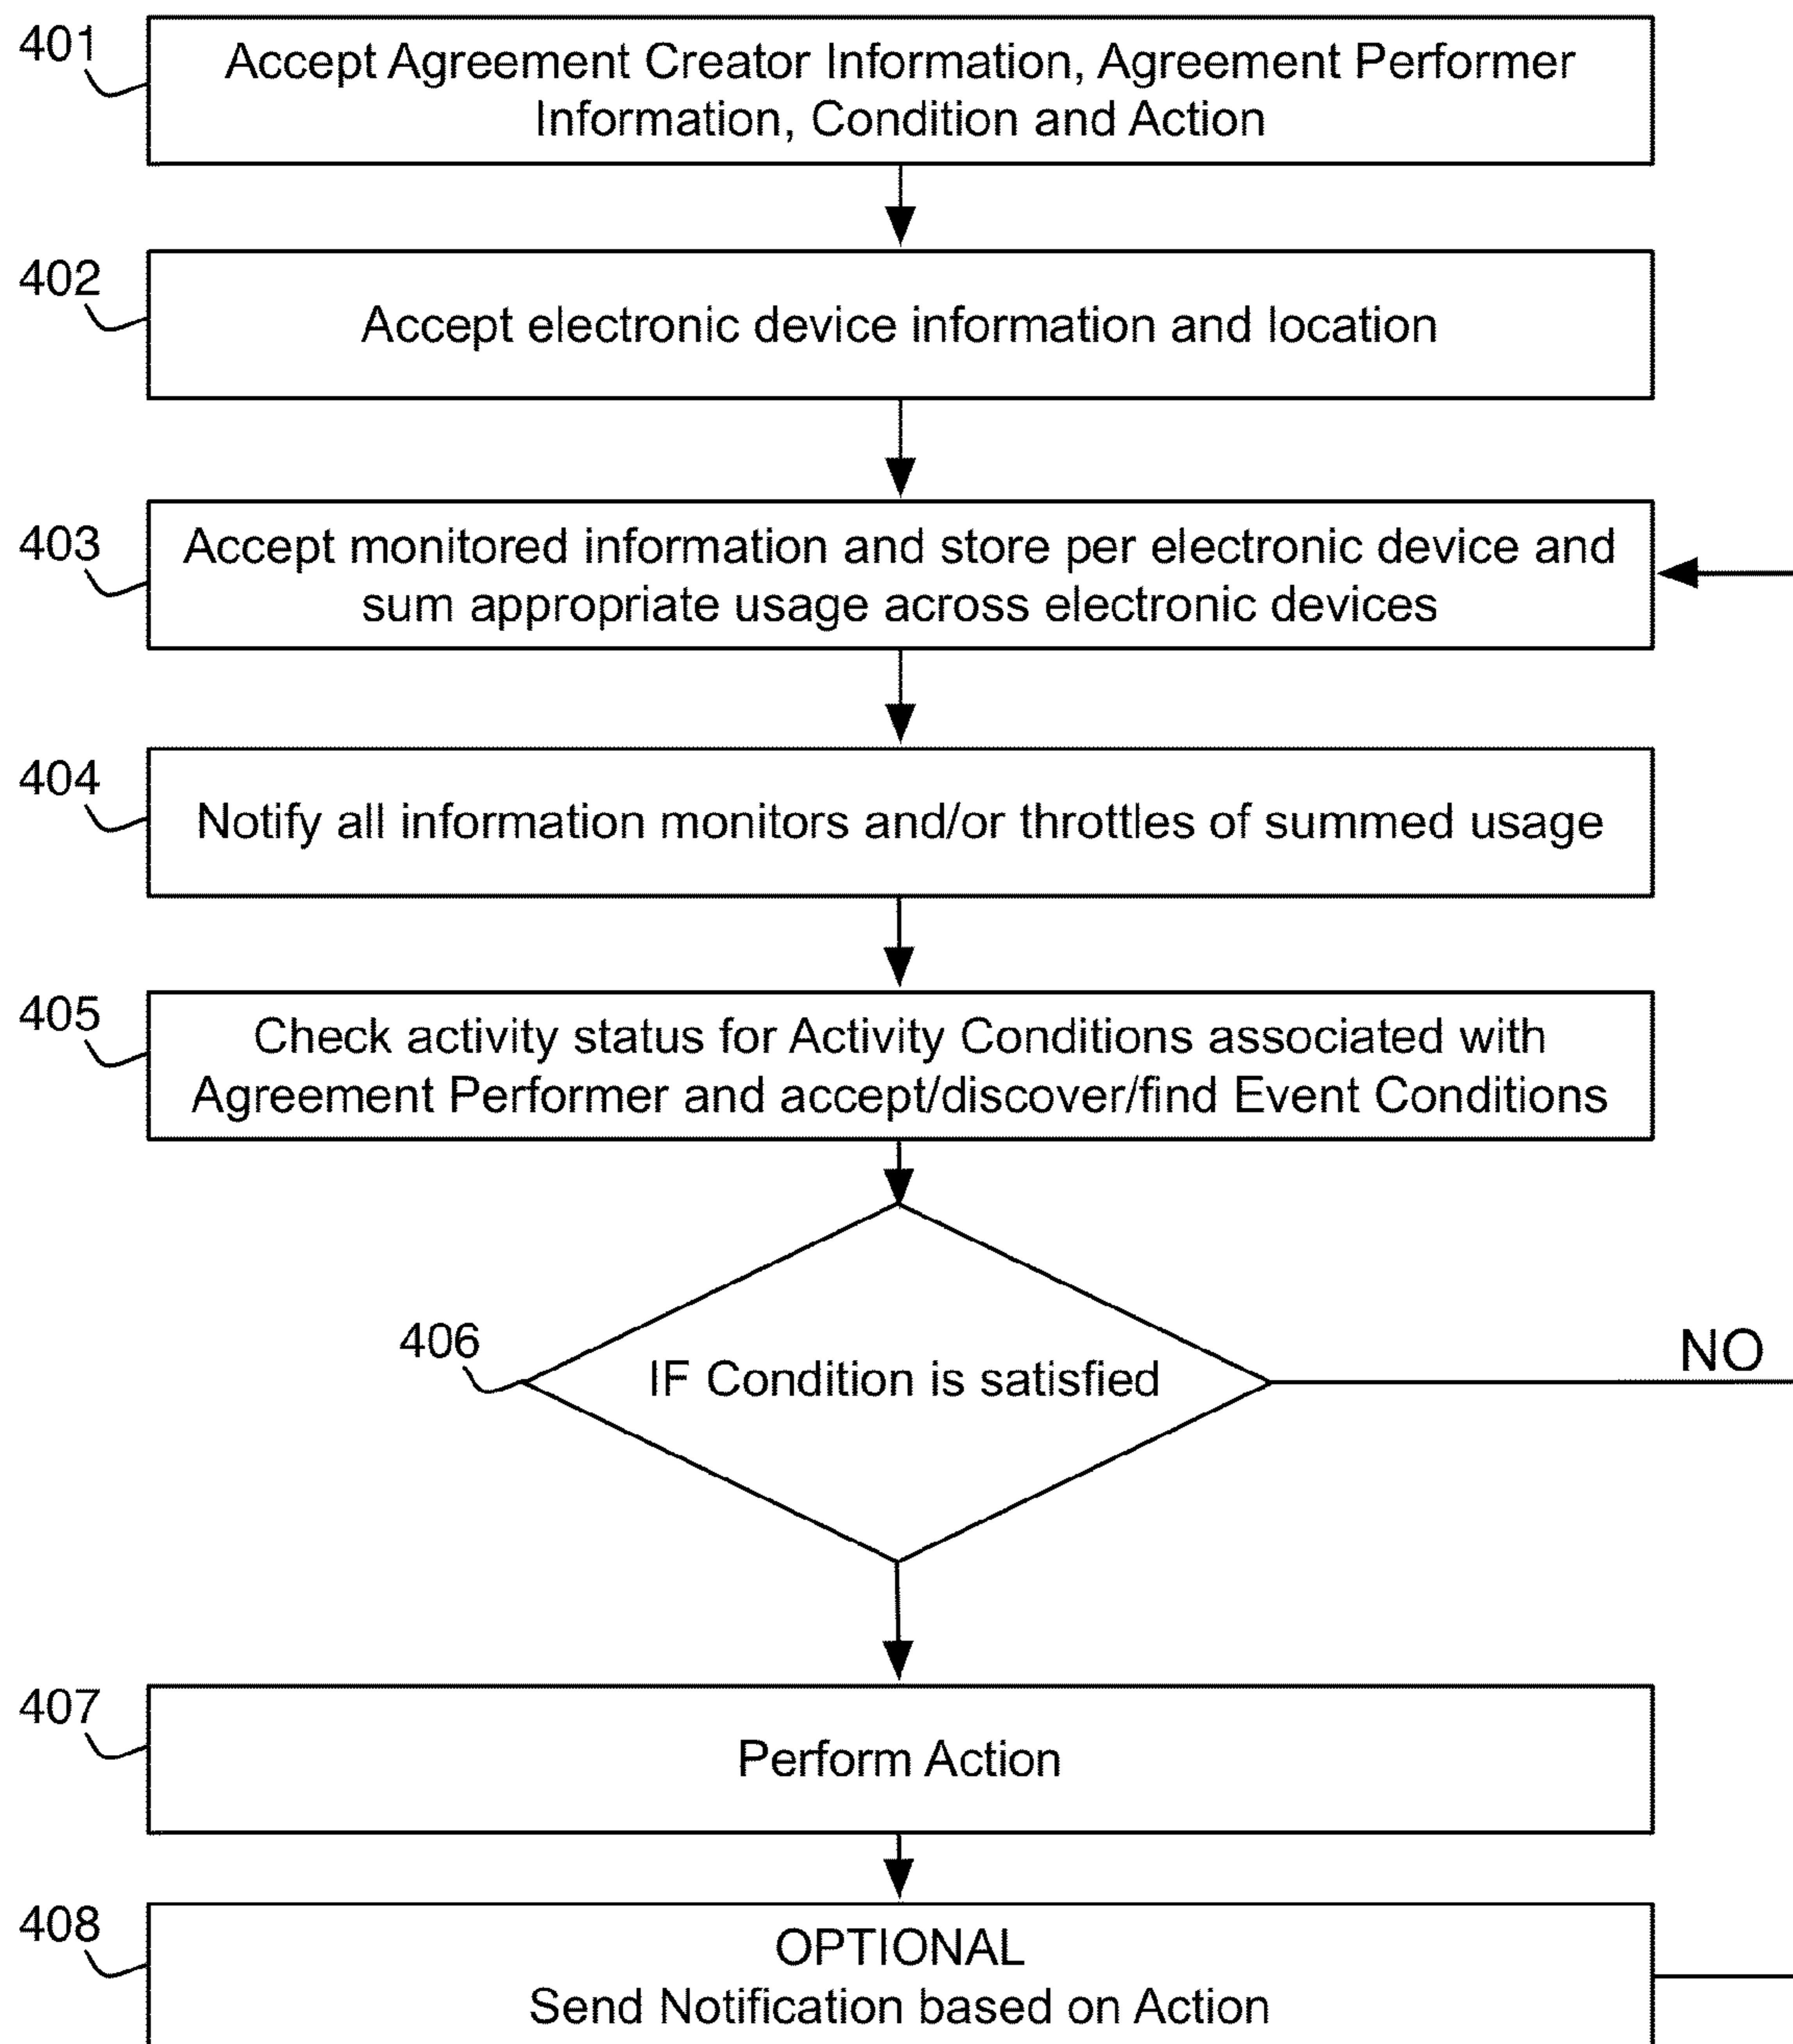 401
Accept Agreement Creator Information, Agreement Performer
Information, Condition and Action
402
Accept electronic device information and location
403
Accept monitored information and store per electronic device and
sum appropriate usage across electronic devices
404
Notify all information monitors and/or throttles of summed usage
405
Check activity status for Activity Conditions associated with
Agreement Performer and accept/discover/find Event Conditions
406
IF Condition is satisfied
NO
407
Perform Action
408
OPTIONAL
Send Notification based on Action